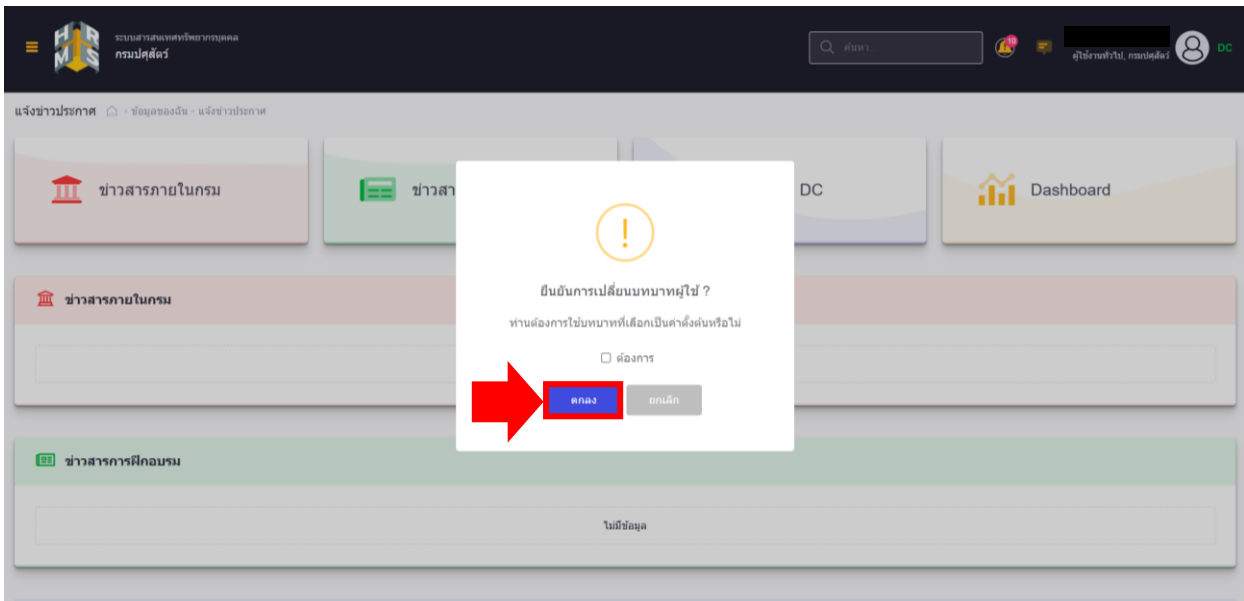 HR
MS
ระบบสารสนเทศทรัพยากรบุคคล
กรมปศุสัตว์
ค้นหา...
10
ผู้ใช้งานทั่วไป, กรมปศุสัตว์
DC
แจ้งข่าวประกาศ - ข้อมูลของฉัน - แจ้งข่าวประกาศ
ข่าวสารภายในกรม
ข่าวสา
DC
Dashboard
ยืนยันการเปลี่ยนบทบาทผู้ใช้ ?
ท่านต้องการใช้บทบาทที่เลือกเป็นค่าตั้งต้นหรือไม่
ต้องการ
ตกลง
ยกเลิก
ข่าวสารภายในกรม
ข่าวสารการฝึกอบรม
ไม่มีข้อมูล